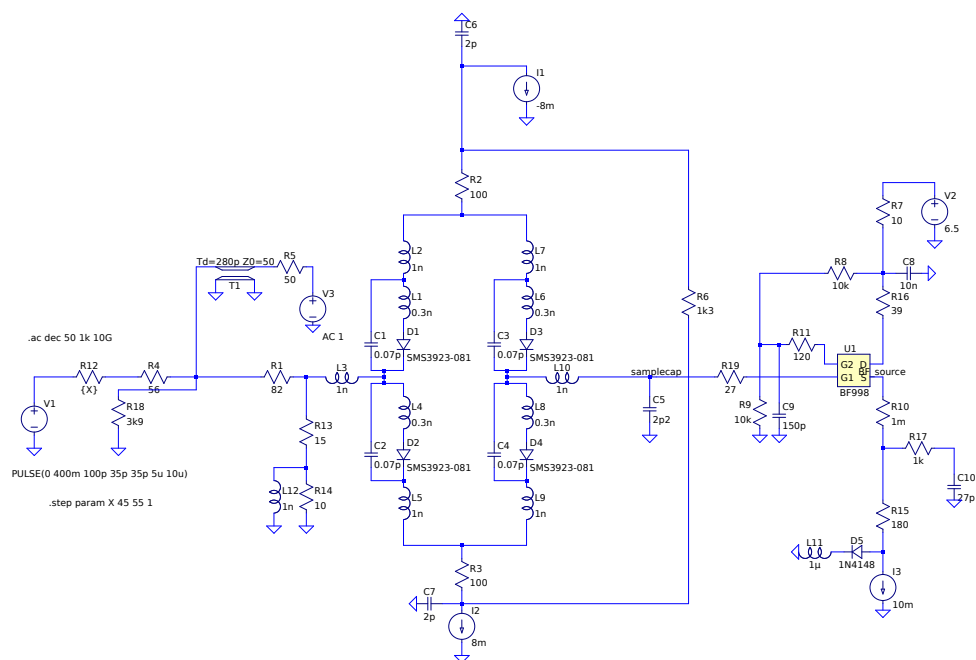 C6
2p
I1
-8m
R2
100
R7
10
V2
6.5
L2
1n
L7
1n
Td=280p Z0=50
R5
50
T1
R8
10k
C8
10n
V3
AC 1
L1
0.3n
L6
0.3n
R6
1k3
R16
39
.ac dec 50 1k 10G
C1
0.07p
D1
SMS3923-081
C3
0.07p
D3
SMS3923-081
R11
120
U1
G2 D
G1 S
BF998
BF_source
R12
{X}
R4
56
R1
82
L3
1n
L10
1n
samplecap
R19
27
V1
R18
3k9
R13
15
L4
0.3n
L8
0.3n
C5
2p2
R9
10k
C9
150p
R10
1m
C2
0.07p
D2
SMS3923-081
C4
0.07p
D4
SMS3923-081
R17
1k
PULSE(0 400m 100p 35p 35p 5u 10u)
.step param X 45 55 1
L12
1n
R14
10
L5
1n
L9
1n
C10
27p
R15
180
L11
1µ
D5
1N4148
R3
100
I3
10m
C7
2p
I2
8m